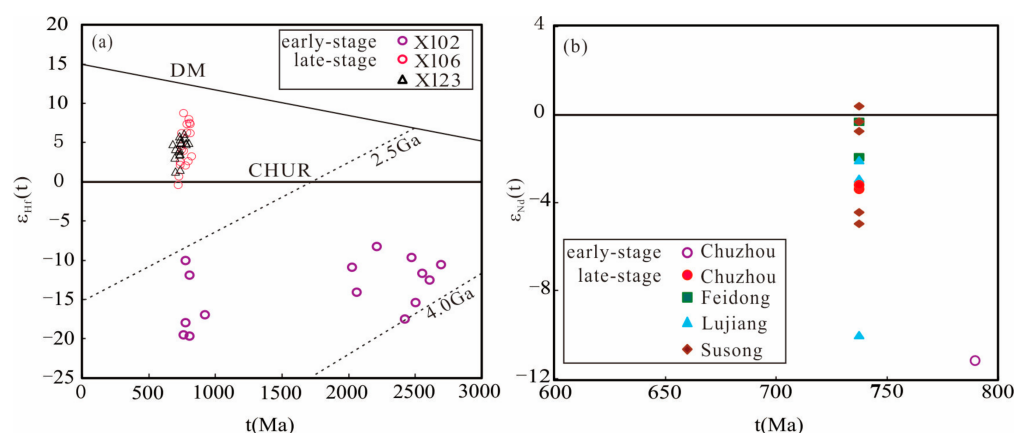 (a)
early-stage X102
late-stage X106
X123
DM
CHUR
2.5Ga
4.0Ga
20
15
10
5
0
−5
−10
−15
−20
−25
εHf(t)
0 500 1000 1500 2000 2500 3000
t(Ma)
(b)
4
0
−4
−8
−12
εNd(t)
early-stage Chuzhou
late-stage Chuzhou
Feidong
Lujiang
Susong
600 650 700 750 800
t(Ma)